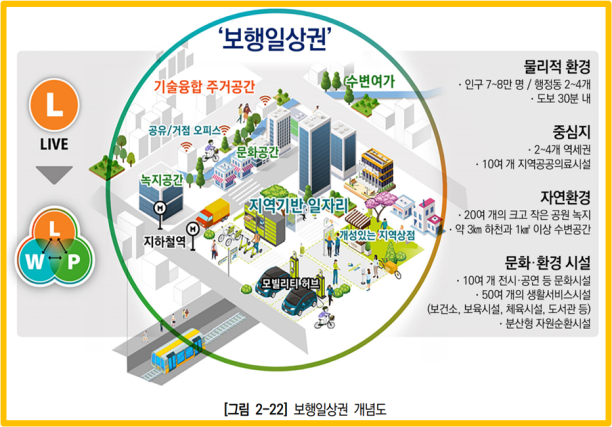 '보행일상권'
기술융합 주거공간
수변여가
공유/거점 오피스
문화공간
녹지공간
지역기반 일자리
M
지하철역
M
개성있는 지역상점
모빌리티 허브
L
LIVE
L
W
P
물리적 환경
· 인구 7~8만 명 / 행정동 2~4개
· 도보 30분 내
중심지
· 2~4개 역세권
· 10여 개 지역공공의료시설
자연환경
· 20여 개의 크고 작은 공원 녹지
· 약 3㎞ 하천과 1㎢ 이상 수변공간
문화·환경 시설
· 10여 개 전시·공연 등 문화시설
· 50여 개의 생활서비스시설
(보건소, 보육시설, 체육시설, 도서관 등)
· 분산형 자원순환시설
[그림 2-22] 보행일상권 개념도